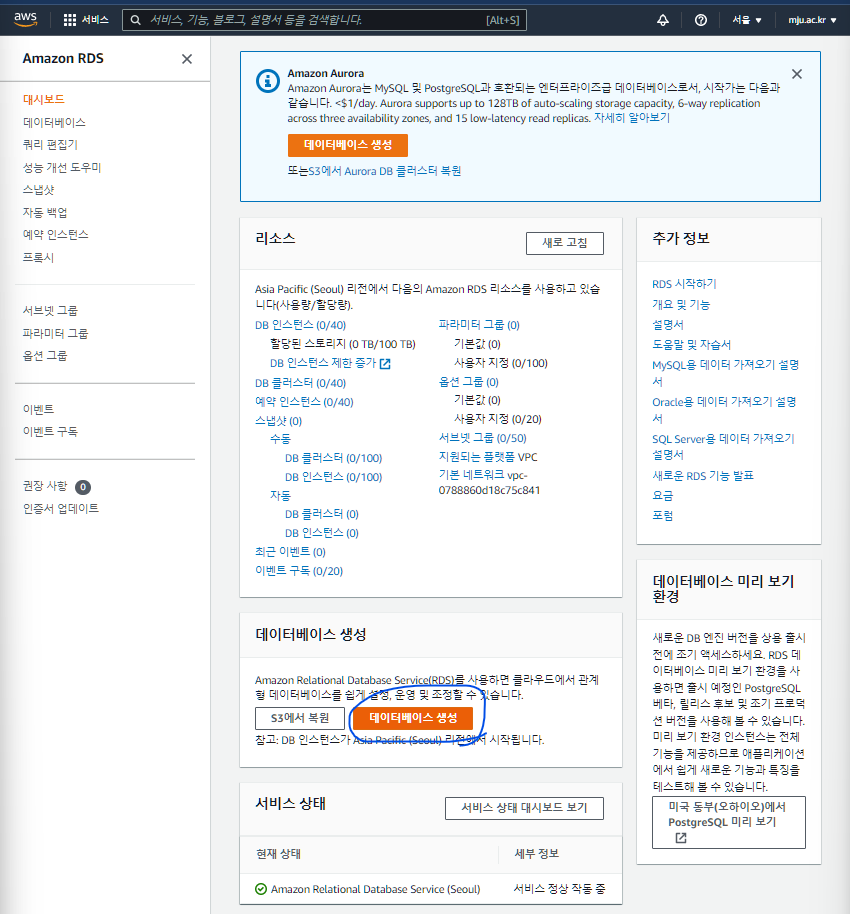 aws
서비스
서비스, 기능, 블로그, 설명서 등을 검색합니다.
[Alt+S]
서울 ▼
mju.ac.kr ▼
Amazon RDS
대시보드
데이터베이스
쿼리 편집기
성능 개선 도우미
스냅샷
자동 백업
예약 인스턴스
프록시
서브넷 그룹
파라미터 그룹
옵션 그룹
이벤트
이벤트 구독
권장 사항 0
인증서 업데이트
Amazon Aurora
Amazon Aurora는 MySQL 및 PostgreSQL과 호환되는 엔터프라이즈급 데이터베이스로서, 시작가는 다음과
같습니다. <$1/day. Aurora supports up to 128TB of auto-scaling storage capacity, 6-way replication
across three availability zones, and 15 low-latency read replicas. 자세히 알아보기
데이터베이스 생성
또는S3에서 Aurora DB 클러스터 복원
리소스
새로 고침
Asia Pacific (Seoul) 리전에서 다음의 Amazon RDS 리소스를 사용하고 있습
니다(사용량/할당량).
DB 인스턴스 (0/40)
할당된 스토리지 (0 TB/100 TB)
DB 인스턴스 제한 증가
DB 클러스터 (0/40)
예약 인스턴스 (0/40)
스냅샷 (0)
수동
DB 클러스터 (0/100)
DB 인스턴스 (0/100)
자동
DB 클러스터 (0)
DB 인스턴스 (0)
최근 이벤트 (0)
이벤트 구독 (0/20)
파라미터 그룹 (0)
기본값 (0)
사용자 지정 (0/100)
옵션 그룹 (0)
기본값 (0)
사용자 지정 (0/20)
서브넷 그룹 (0/50)
지원되는 플랫폼 VPC
기본 네트워크 vpc-
0788860d18c75c841
데이터베이스 생성
Amazon Relational Database Service(RDS)를 사용하면 클라우드에서 관계
형 데이터베이스를 쉽게 설정, 운영 및 조정할 수 있습니다.
S3에서 복원
데이터베이스 생성
참고: DB 인스턴스가 Asia Pacific (Seoul) 리전에서 시작됩니다.
서비스 상태
서비스 상태 대시보드 보기
현재 상태
세부 정보
Amazon Relational Database Service (Seoul)
서비스 정상 작동 중
추가 정보
RDS 시작하기
개요 및 기능
설명서
도움말 및 자습서
MySQL용 데이터 가져오기 설명
서
Oracle용 데이터 가져오기 설명
서
SQL Server용 데이터 가져오기
설명서
새로운 RDS 기능 발표
요금
포럼
데이터베이스 미리 보기
환경
새로운 DB 엔진 버전을 상용 출시
전에 조기 액세스하세요. RDS 데
이터베이스 미리 보기 환경을 사
용하면 출시 예정인 PostgreSQL
베타, 릴리스 후보 및 조기 프로덕
션 버전을 사용해 볼 수 있습니다.
미리 보기 환경 인스턴스는 전체
기능을 제공하므로 애플리케이션
에서 쉽게 새로운 기능과 특징을
테스트해 볼 수 있습니다.
미국 동부(오하이오)에서
PostgreSQL 미리 보기